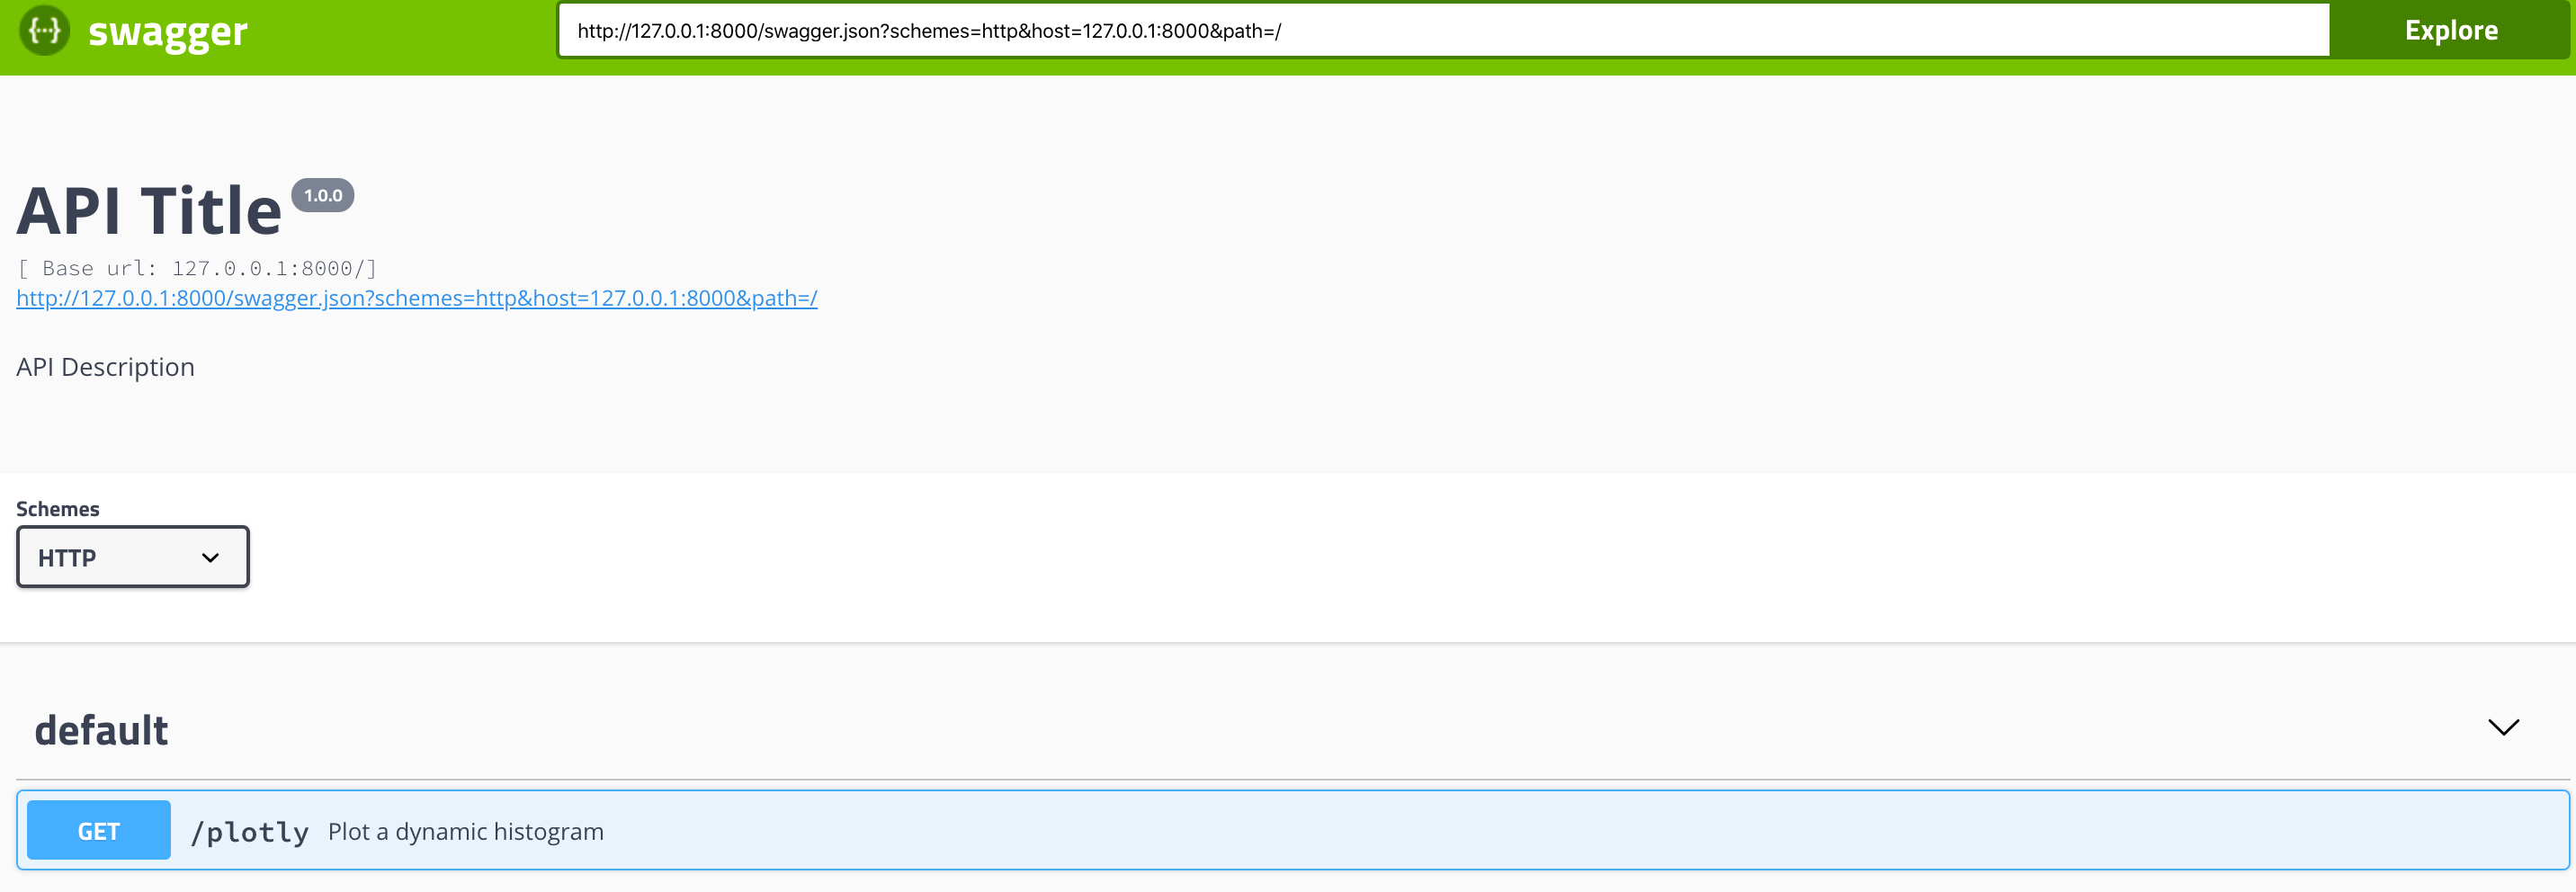 {···} swagger
http://127.0.0.1:8000/swagger.json?schemes=http&host=127.0.0.1:8000&path=/
Explore
API Title 1.0.0
[ Base url: 127.0.0.1:8000/]
http://127.0.0.1:8000/swagger.json?schemes=http&host=127.0.0.1:8000&path=/
API Description
Schemes
HTTP
default
GET /plotly Plot a dynamic histogram